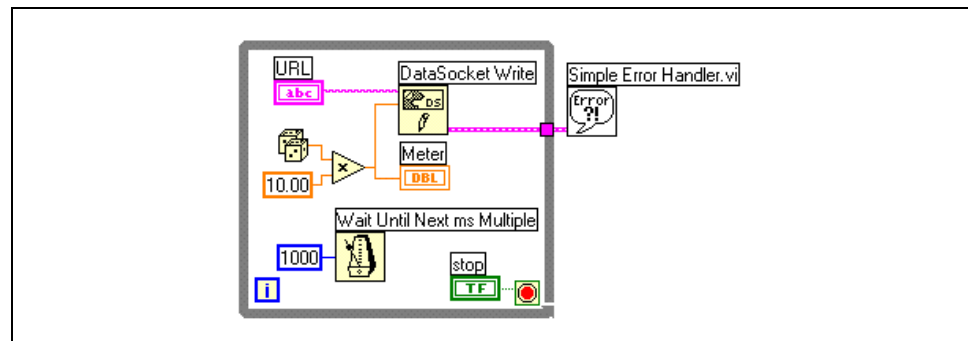 URL
abc
DataSocket Write
DS
Simple Error Handler.vi
Error
?!
Meter
DBL
10.00
x
Wait Until Next ms Multiple
1000
i
stop
TF